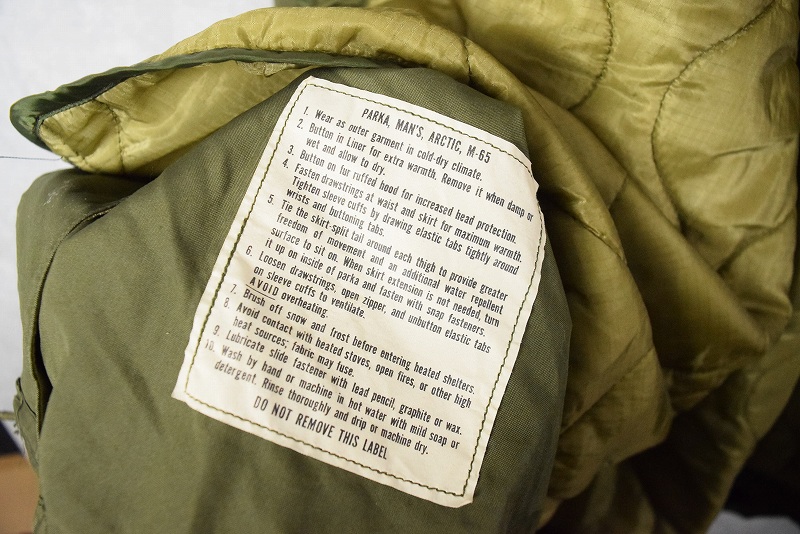 PARKA, MAN'S, ARCTIC, M-65
1. Wear as outer garment in cold-dry climate.
2. Button in Liner for extra warmth. Remove it when damp or
wet and allow to dry.
3. Button on fur ruffed hood for increased head protection.
4. Fasten drawstrings at waist and skirt for maximum warmth.
Tighten sleeve cuffs by drawing elastic tabs tightly around
wrists and buttoning tabs.
5. Tie the skirt-split tail around each thigh to provide greater
freedom of movement and an additional water repellent
surface to sit on. When skirt extension is not needed, turn
it up on inside of parka and fasten with snap fasteners.
6. Loosen drawstrings, open zipper, and unbutton elastic tabs
on sleeve cuffs to ventilate.
AVOID overheating.
7. Brush off snow and frost before entering heated shelters.
8. Avoid contact with heated stoves, open fires, or other high
heat sources; fabric may fuse.
9. Lubricate slide fastener with lead pencil, graphite or wax.
10. Wash by hand or machine in hot water with mild soap or
detergent. Rinse thoroughly and drip or machine dry.
DO NOT REMOVE THIS LABEL